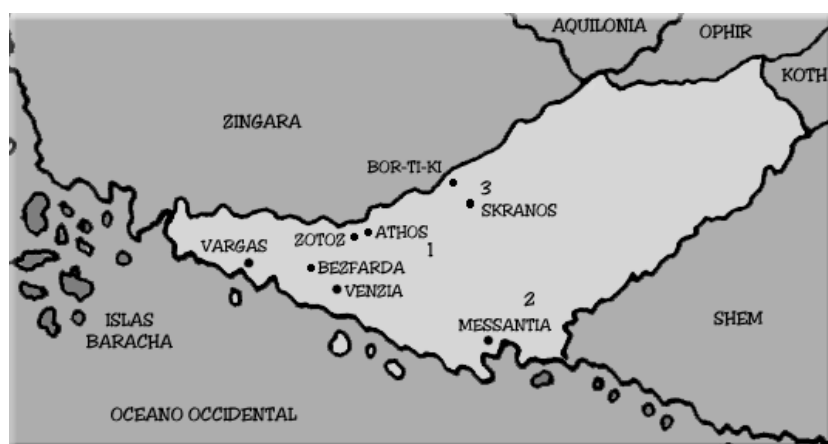 AQUILONIA
OPHIR
KOTH
ZINGARA
BOR-TI-KI
3
SKRANOS
ATHOS
ZOTOZ
VARGAS
1
BEZFARDA
VENZIA
2
MESSANTIA
SHEM
ISLAS
BARACHA
OCEANO OCCIDENTAL